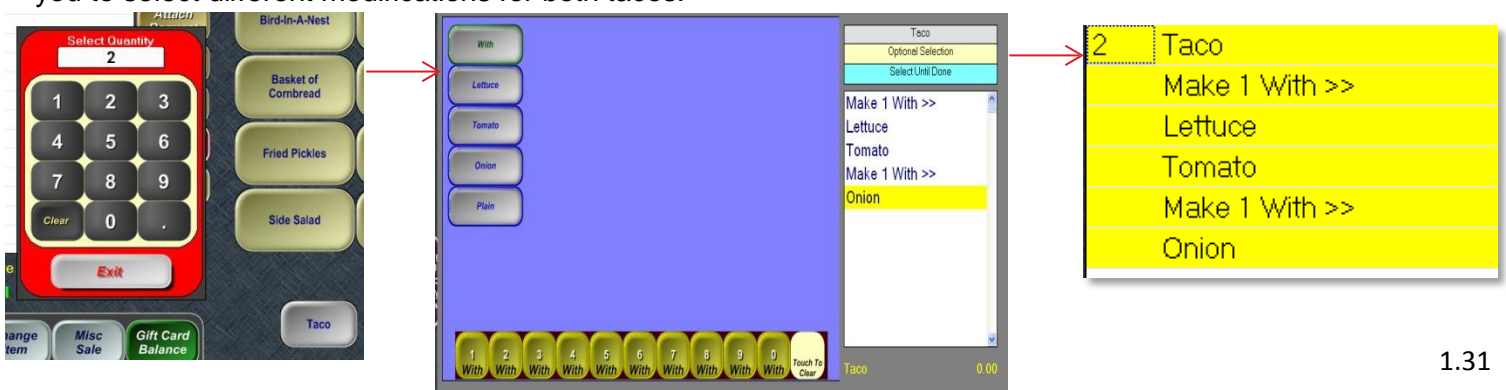 you to select different modifications for both tacos.
Attach
Select Quantity
2
1 2 3
4 5 6
7 8 9
Clear 0 .
Exit
Bird-In-A-Nest
Basket of
Cornbread
Fried Pickles
Side Salad
Taco
Misc
Sale
Gift Card
Balance
With
Lettuce
Tomato
Onion
Plain
Taco
Optional Selection
Select Until Done
Make 1 With >>
Lettuce
Tomato
Make 1 With >>
Onion
1 2 3 4 5 6 7 8 9 0
With With With With With With With With With With
Touch To
Clear
Taco 0.00
2 Taco
Make 1 With >>
Lettuce
Tomato
Make 1 With >>
Onion
1.31